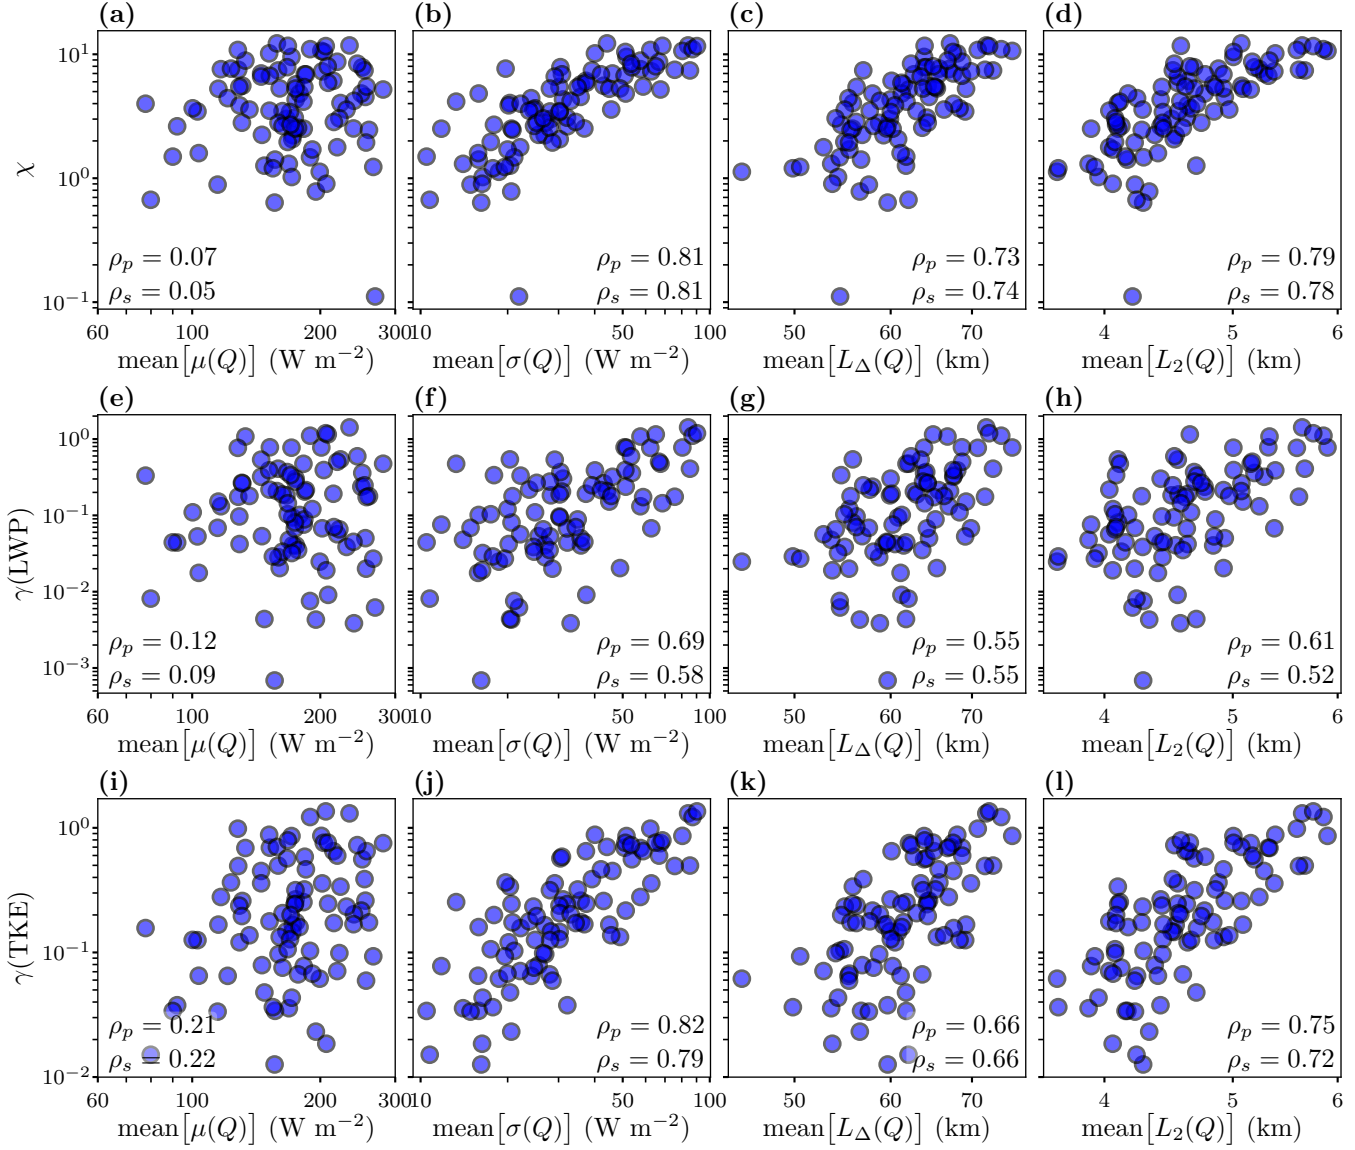 (a) (b) (c) (d)
10¹
10⁰
10⁻¹
χ
ρₚ = 0.07
ρₛ = 0.05
ρₚ = 0.81
ρₛ = 0.81
ρₚ = 0.73
ρₛ = 0.74
ρₚ = 0.79
ρₛ = 0.78
60 100 200 300 10 50 100 50 60 70 4 5 6
mean[μ(Q)] (W m⁻²) mean[σ(Q)] (W m⁻²) mean[L_Δ(Q)] (km) mean[L₂(Q)] (km)
(e) (f) (g) (h)
10⁰
10⁻¹
10⁻²
10⁻³
γ(LWP)
ρₚ = 0.12
ρₛ = 0.09
ρₚ = 0.69
ρₛ = 0.58
ρₚ = 0.55
ρₛ = 0.55
ρₚ = 0.61
ρₛ = 0.52
60 100 200 300 10 50 100 50 60 70 4 5 6
mean[μ(Q)] (W m⁻²) mean[σ(Q)] (W m⁻²) mean[L_Δ(Q)] (km) mean[L₂(Q)] (km)
(i) (j) (k) (l)
10⁰
10⁻¹
10⁻²
γ(TKE)
ρₚ = 0.21
ρₛ = 0.22
ρₚ = 0.82
ρₛ = 0.79
ρₚ = 0.66
ρₛ = 0.66
ρₚ = 0.75
ρₛ = 0.72
60 100 200 300 10 50 100 50 60 70 4 5 6
mean[μ(Q)] (W m⁻²) mean[σ(Q)] (W m⁻²) mean[L_Δ(Q)] (km) mean[L₂(Q)] (km)